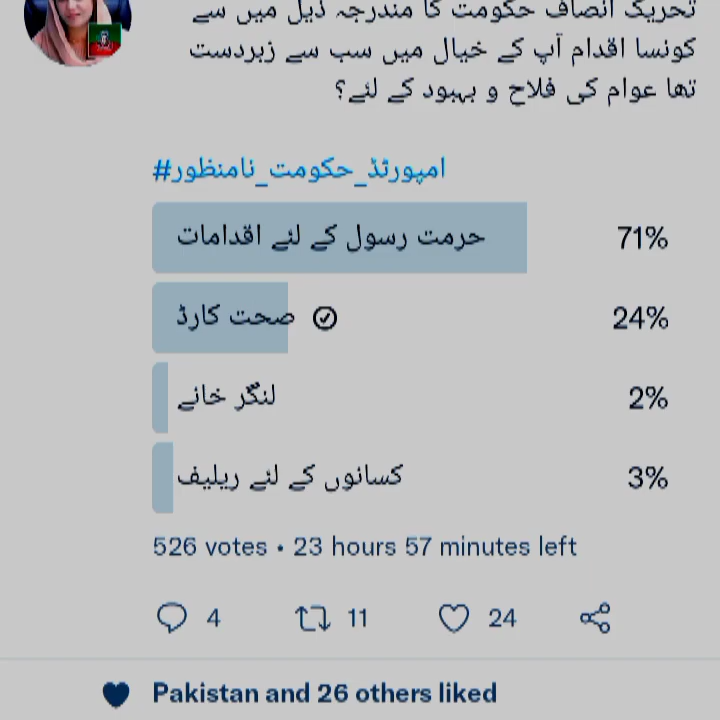 تحریک انصاف حکومت کا مندرجہ ذیل میں سے
کونسا اقدام آپ کے خیال میں سب سے زبردست
تھا عوام کی فلاح و بہبود کے لئے؟
#امپورٹڈ_حکومت_نامنظور
حرمت رسول کے لئے اقدامات 71%
صحت کارڈ 24%
لنگر خانے 2%
کسانوں کے لئے ریلیف 3%
526 votes • 23 hours 57 minutes left
4 11 24
Pakistan and 26 others liked